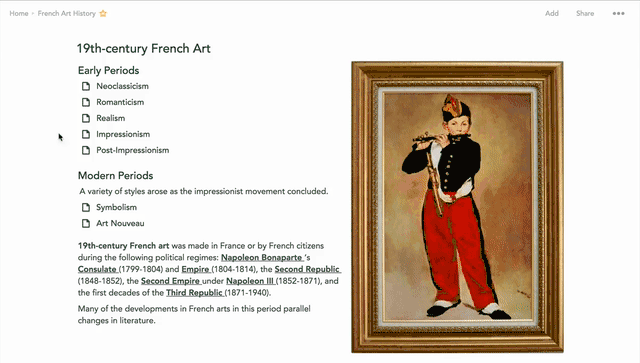 Home • French Art History
Add Share •••
19th-century French Art
Early Periods
Neoclassicism
Romanticism
Realism
Impressionism
Post-Impressionism
Modern Periods
A variety of styles arose as the impressionist movement concluded.
Symbolism
Art Nouveau
19th-century French art was made in France or by French citizens
during the following political regimes: Napoleon Bonaparte 's
Consulate (1799-1804) and Empire (1804-1814), the Second Republic
(1848-1852), the Second Empire under Napoleon III (1852-1871), and
the first decades of the Third Republic (1871-1940).
Many of the developments in French arts in this period parallel
changes in literature.